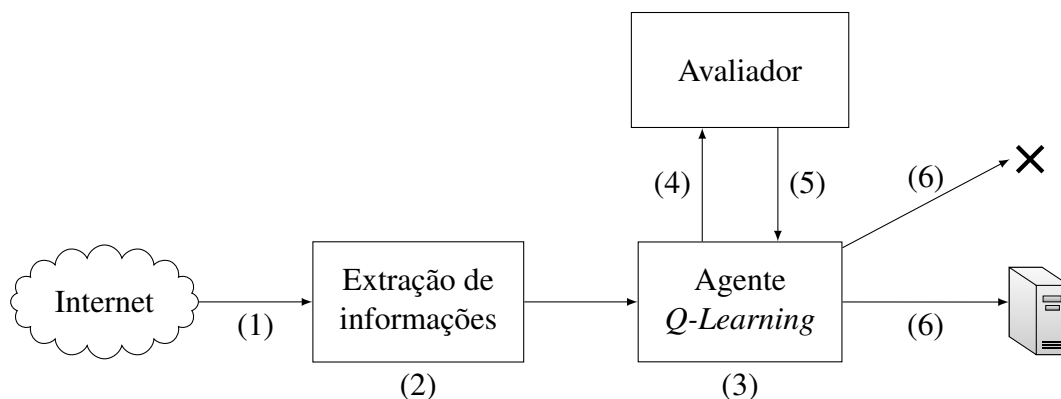 Avaliador
(4)
(5)
(6)
Internet
(1)
Extração de
informações
(2)
Agente
Q-Learning
(3)
(6)